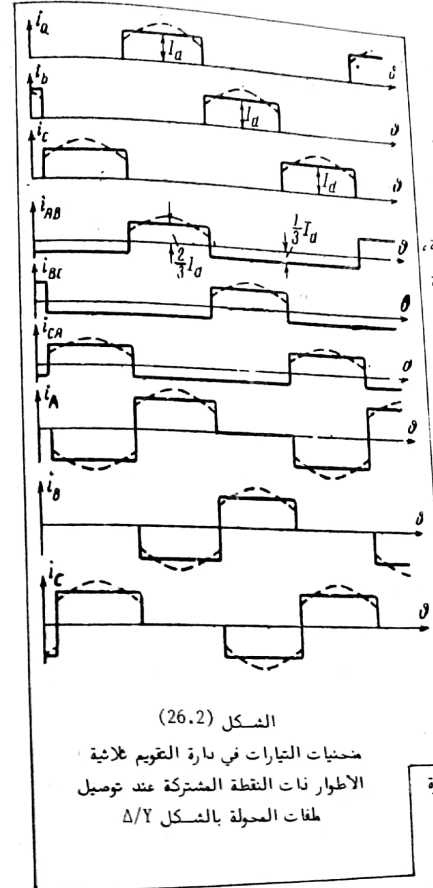 i_a
I_d
ϑ
i_b
I_d
ϑ
i_c
I_d
ϑ
i_AB
2/3 I_d
1/3 I_d
ϑ
i_BC
ϑ
i_CA
ϑ
i_A
ϑ
i_B
ϑ
i_C
ϑ
الشكل (26.2)
منحنيات التيارات في دارة التقويم ثلاثية
الاطوار ذات النقطة المشتركة عند توصيل
ملفات المحولة بالشكل Δ/Y